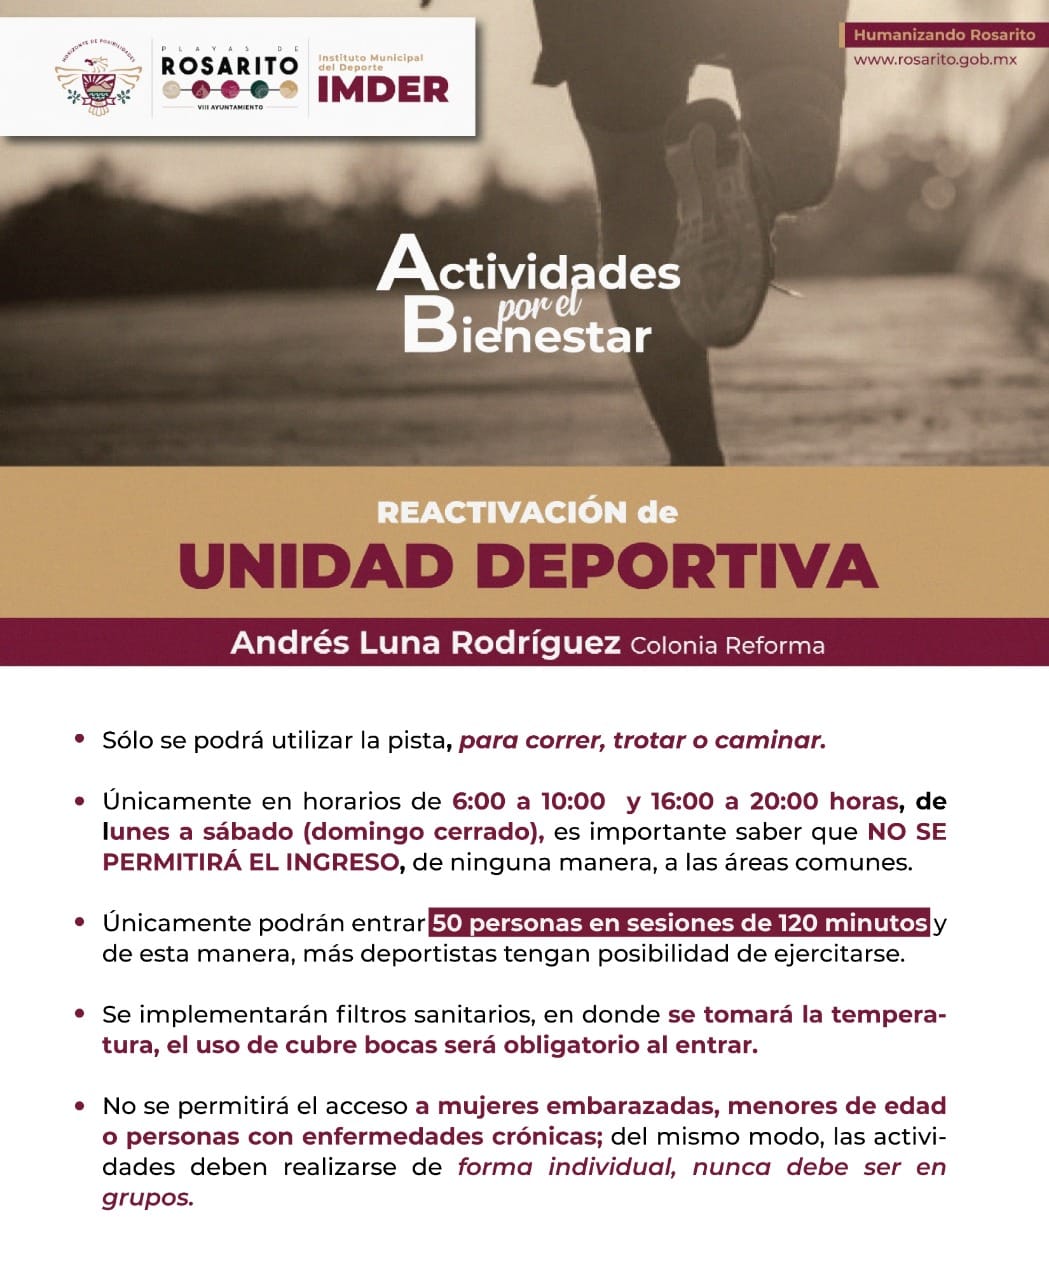 HORIZONTE DE POSIBILIDADES
PLAYAS DE
ROSARITO
VIII AYUNTAMIENTO
Instituto Municipal
del Deporte
IMDER
Humanizando Rosarito
www.rosarito.gob.mx
Actividades
por el
Bienestar
REACTIVACIÓN de
UNIDAD DEPORTIVA
Andrés Luna Rodríguez Colonia Reforma
• Sólo se podrá utilizar la pista, para correr, trotar o caminar.
• Únicamente en horarios de 6:00 a 10:00 y 16:00 a 20:00 horas, de
lunes a sábado (domingo cerrado), es importante saber que NO SE
PERMITIRÁ EL INGRESO, de ninguna manera, a las áreas comunes.
• Únicamente podrán entrar 50 personas en sesiones de 120 minutos y
de esta manera, más deportistas tengan posibilidad de ejercitarse.
• Se implementarán filtros sanitarios, en donde se tomará la tempera-
tura, el uso de cubre bocas será obligatorio al entrar.
• No se permitirá el acceso a mujeres embarazadas, menores de edad
o personas con enfermedades crónicas; del mismo modo, las activi-
dades deben realizarse de forma individual, nunca debe ser en
grupos.